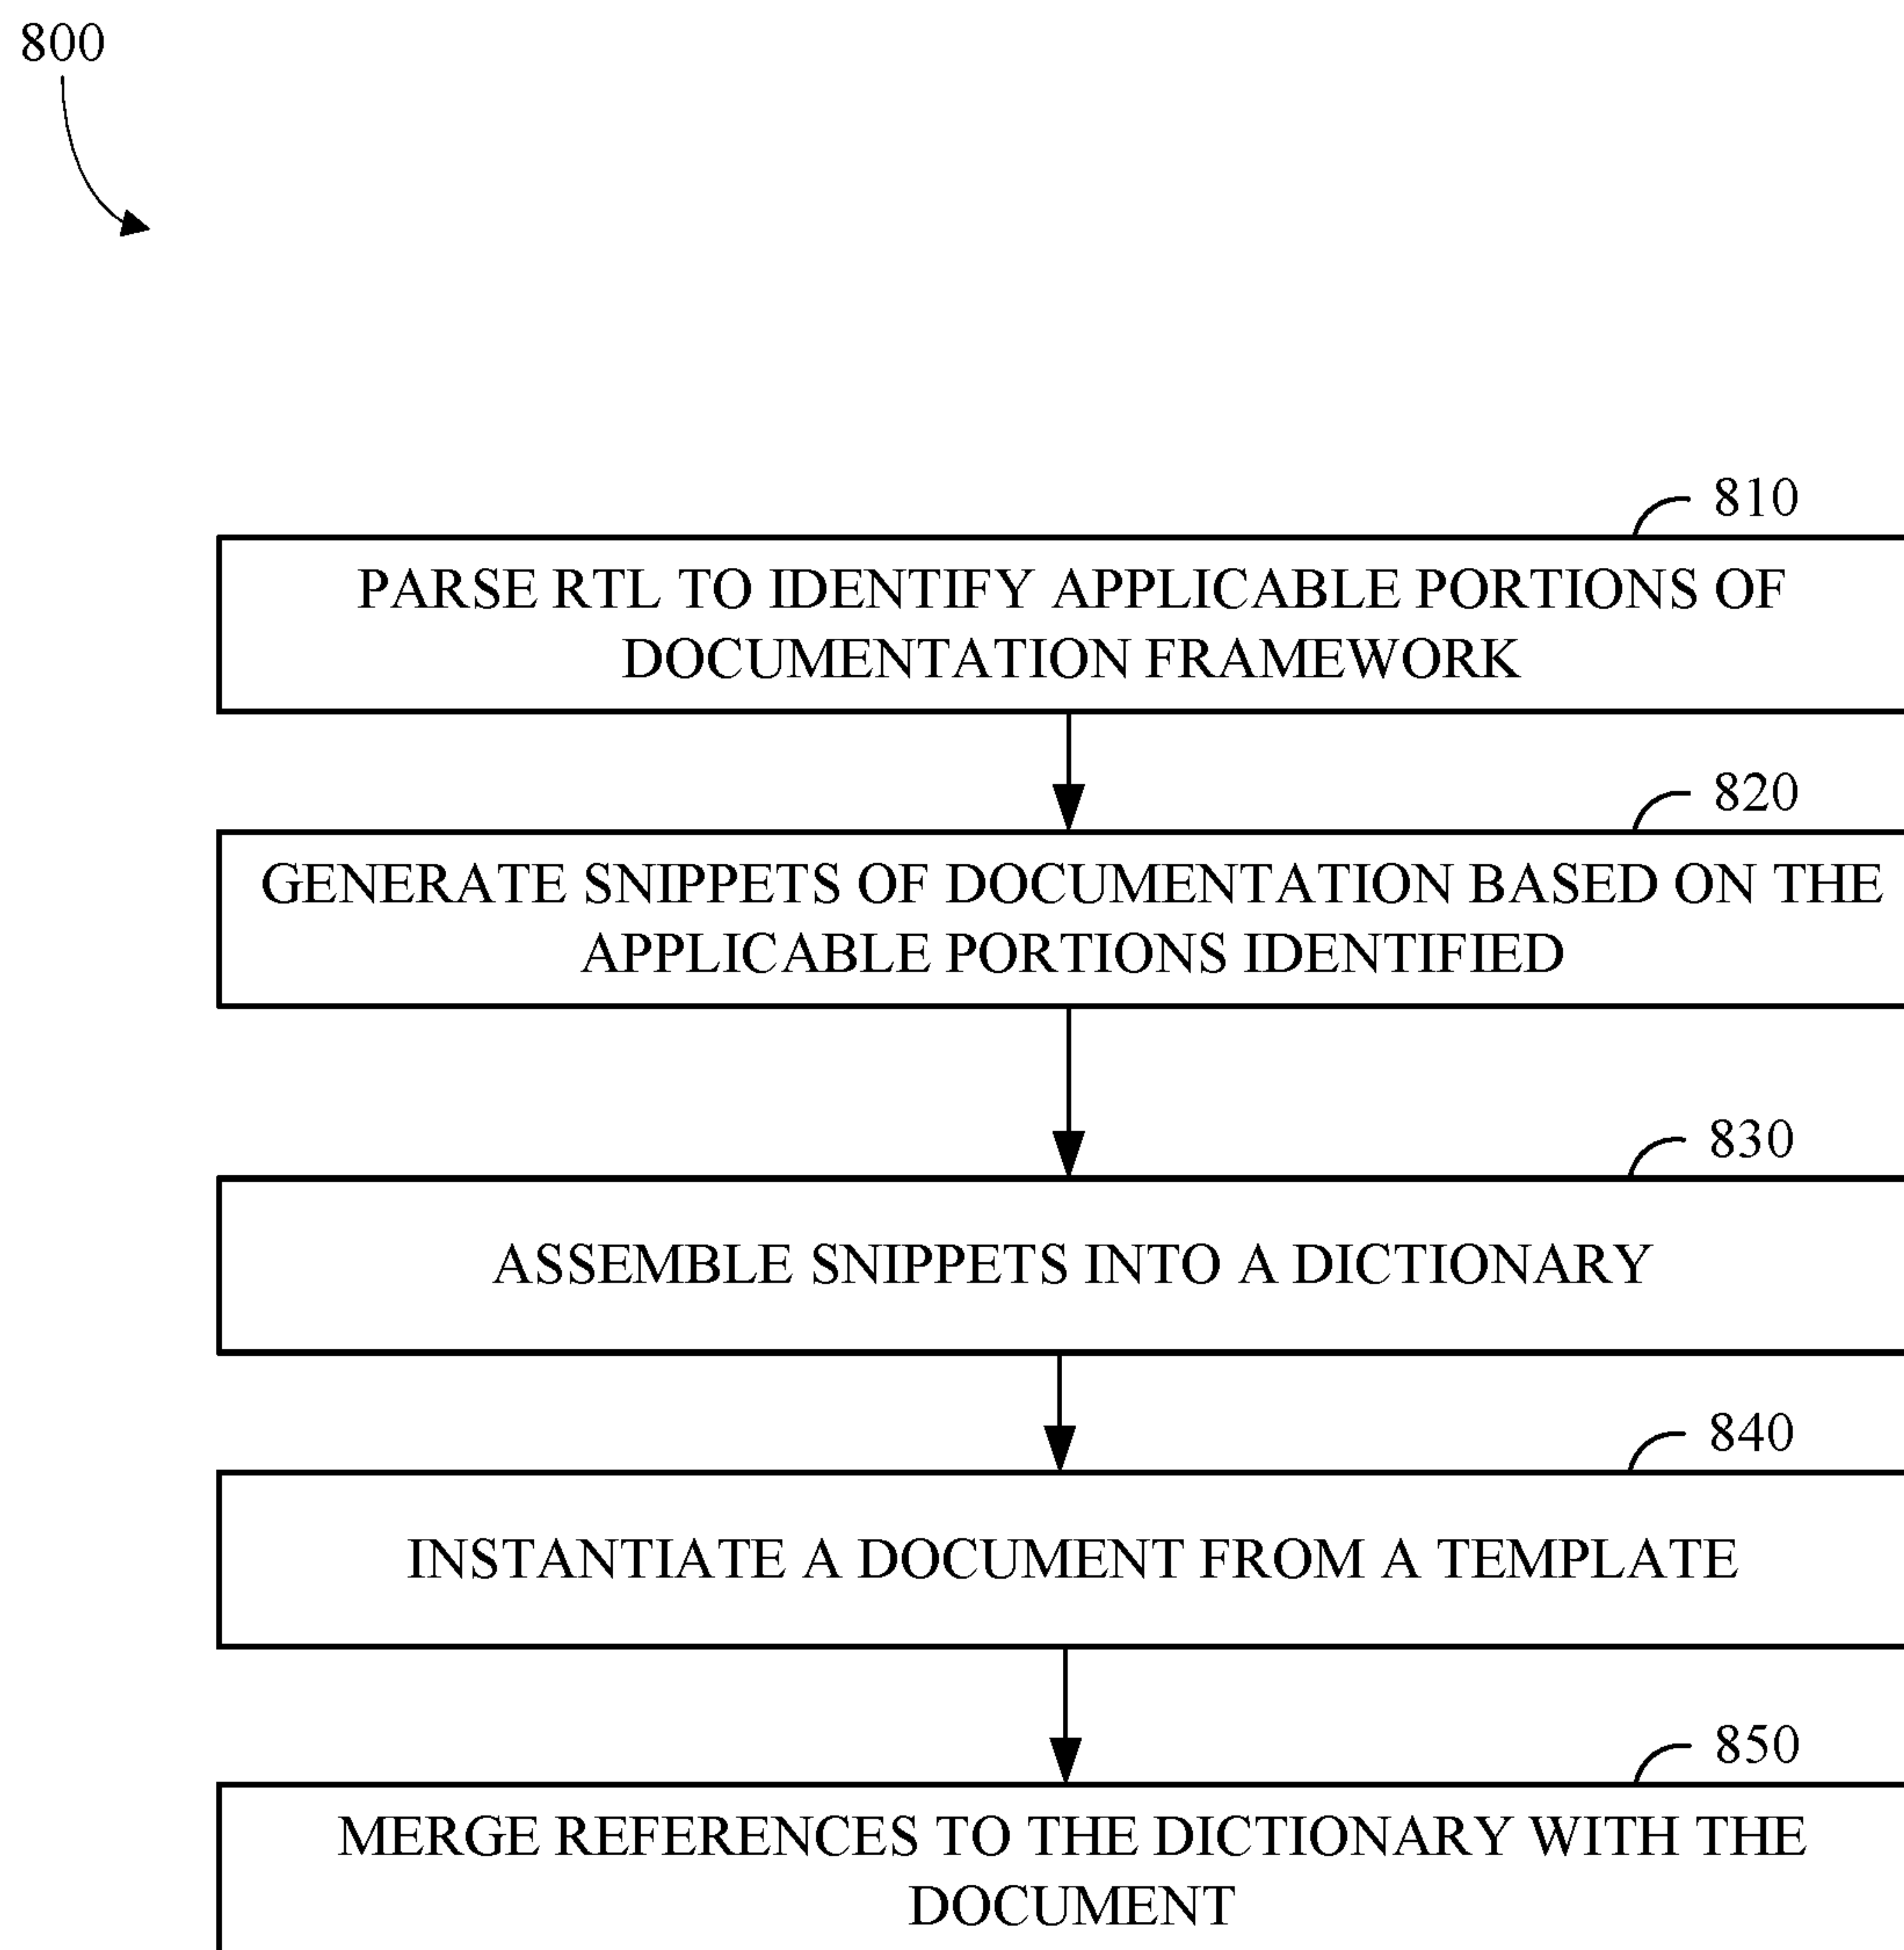 800
810
PARSE RTL TO IDENTIFY APPLICABLE PORTIONS OF
DOCUMENTATION FRAMEWORK
820
GENERATE SNIPPETS OF DOCUMENTATION BASED ON THE
APPLICABLE PORTIONS IDENTIFIED
830
ASSEMBLE SNIPPETS INTO A DICTIONARY
840
INSTANTIATE A DOCUMENT FROM A TEMPLATE
850
MERGE REFERENCES TO THE DICTIONARY WITH THE
DOCUMENT